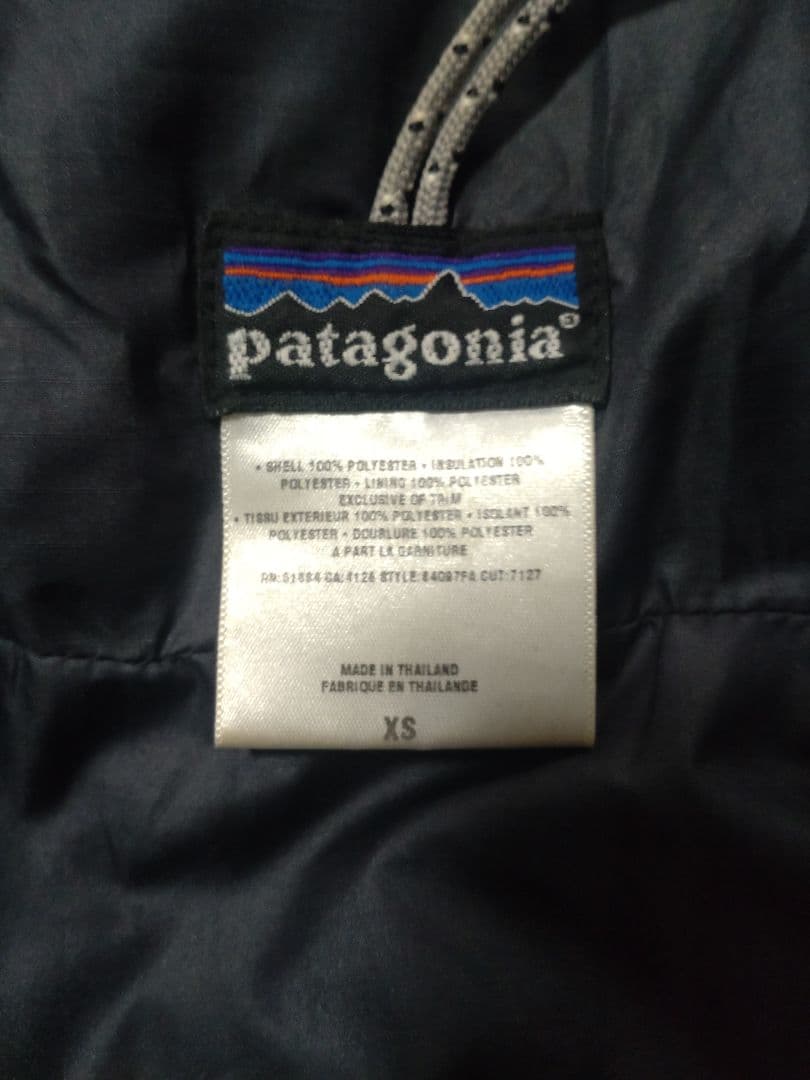 patagonia®
• SHELL 100% POLYESTER • INSULATION 100%
POLYESTER • LINING 100% POLYESTER
EXCLUSIVE OF TRIM
• TISSU EXTERIEUR 100% POLYESTER • ISOLANT 100%
POLYESTER • DOUBLURE 100% POLYESTER
A PART LA GARNITURE
RN:51884 CA:4124 STYLE:84097FA CUT:7127
MADE IN THAILAND
FABRIQUE EN THAILANDE
XS